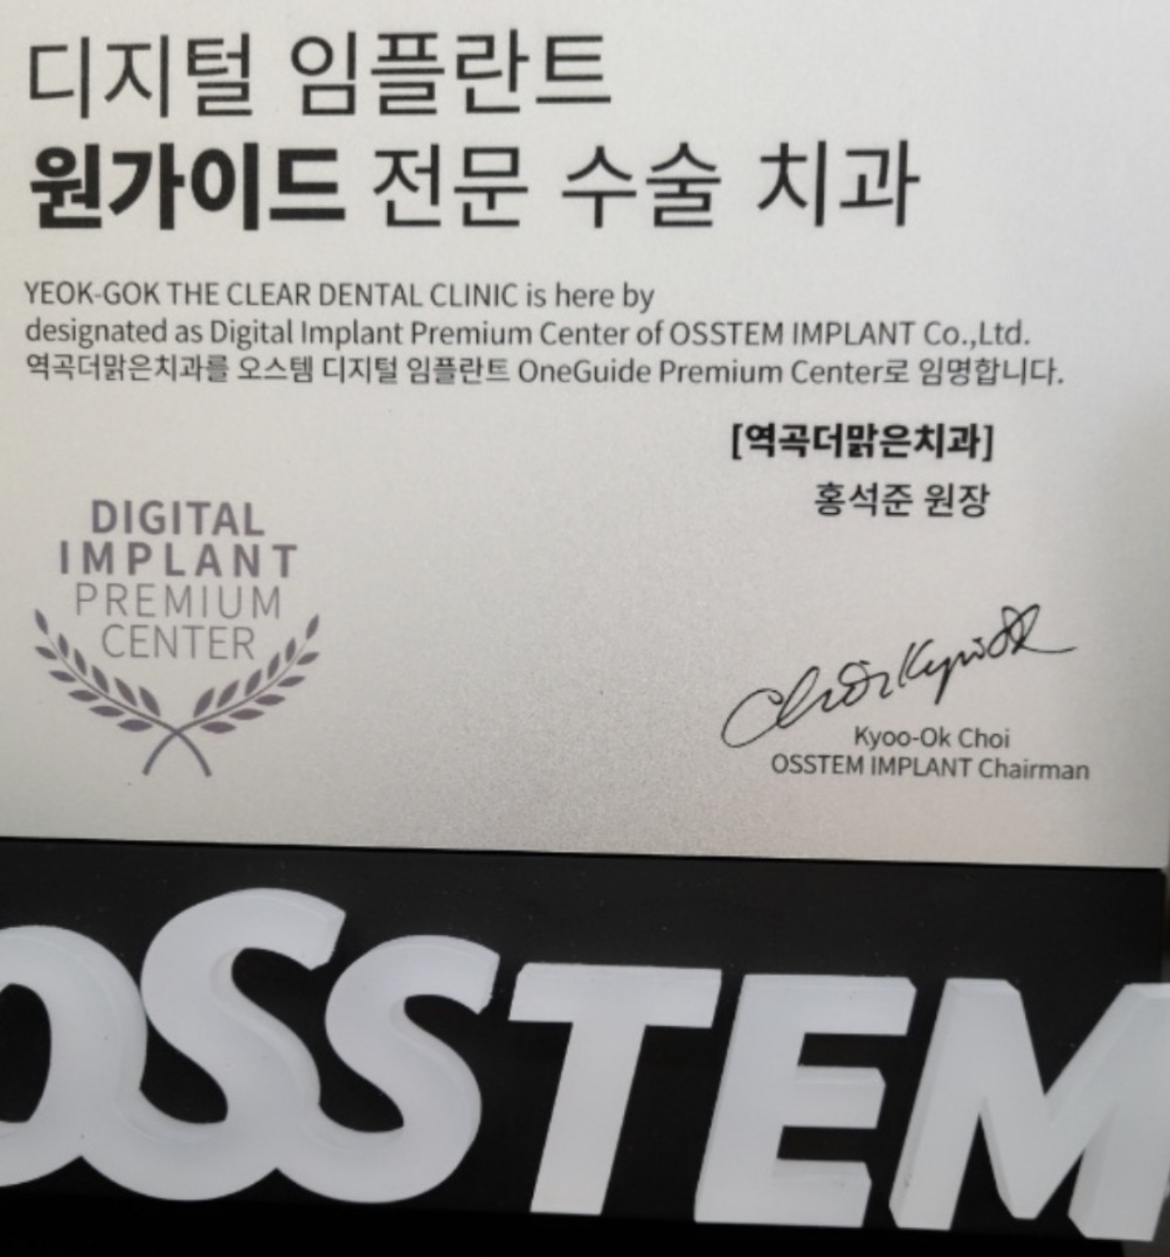 디지털 임플란트
원가이드 전문 수술 치과
YEOK-GOK THE CLEAR DENTAL CLINIC is here by
designated as Digital Implant Premium Center of OSSTEM IMPLANT Co.,Ltd.
역곡더맑은치과를 오스템 디지털 임플란트 OneGuide Premium Center로 임명합니다.
[역곡더맑은치과]
홍석준 원장
DIGITAL
IMPLANT
PREMIUM
CENTER
Choi Kyoo Ok
Kyoo-Ok Choi
OSSTEM IMPLANT Chairman
OSSTEM